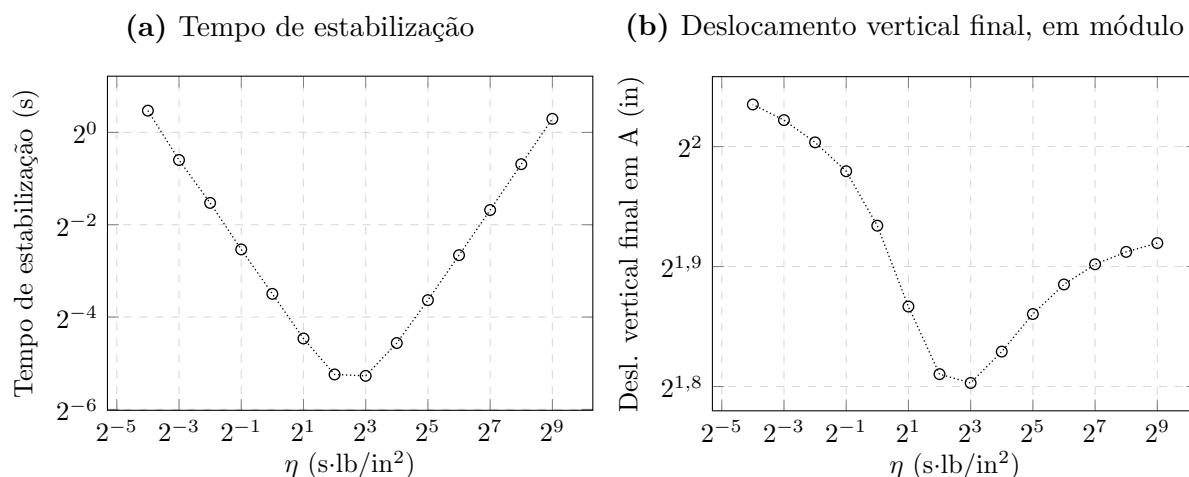 (a) Tempo de estabilização
Tempo de estabilização (s)
2^0
2^−2
2^−4
2^−6
2^−5 2^−3 2^−1 2^1 2^3 2^5 2^7 2^9
η (s·lb/in²)
(b) Deslocamento vertical final, em módulo
Desl. vertical final em A (in)
2^2
2^1,9
2^1,8
2^−5 2^−3 2^−1 2^1 2^3 2^5 2^7 2^9
η (s·lb/in²)